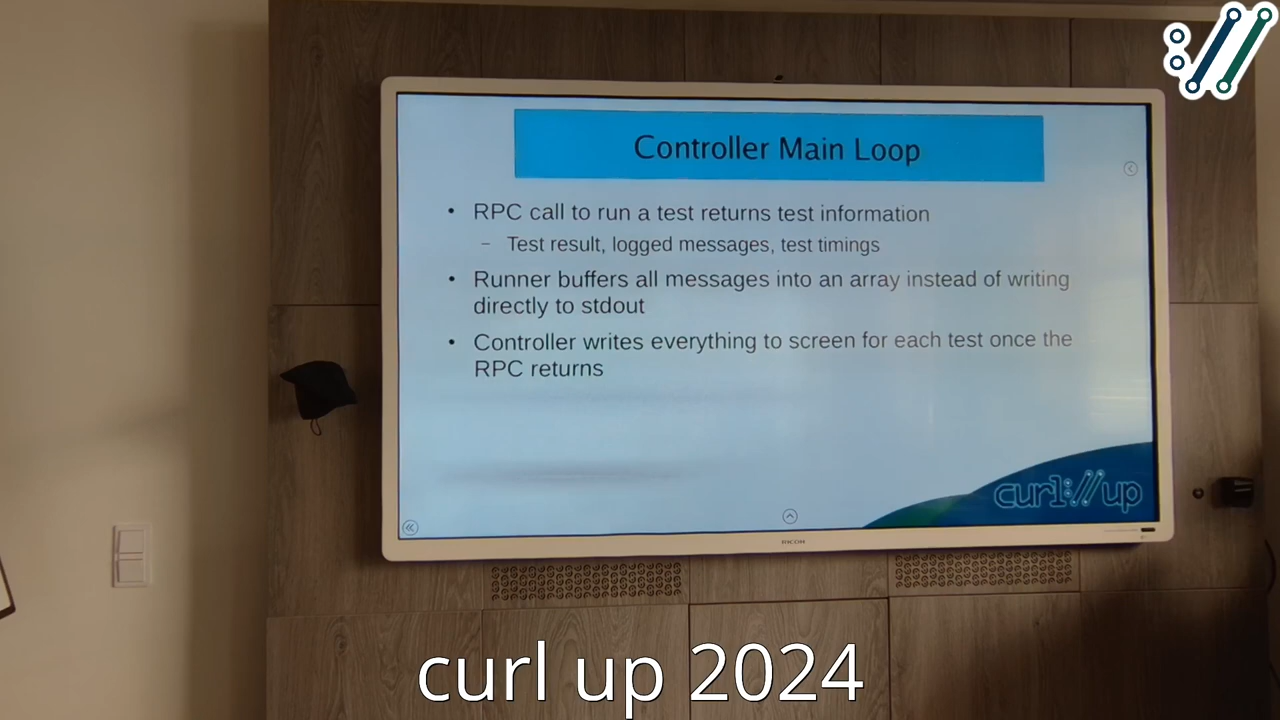 Controller Main Loop
• RPC call to run a test returns test information
– Test result, logged messages, test timings
• Runner buffers all messages into an array instead of writing
directly to stdout
• Controller writes everything to screen for each test once the
RPC returns
curl:// up
RICOH
curl up 2024